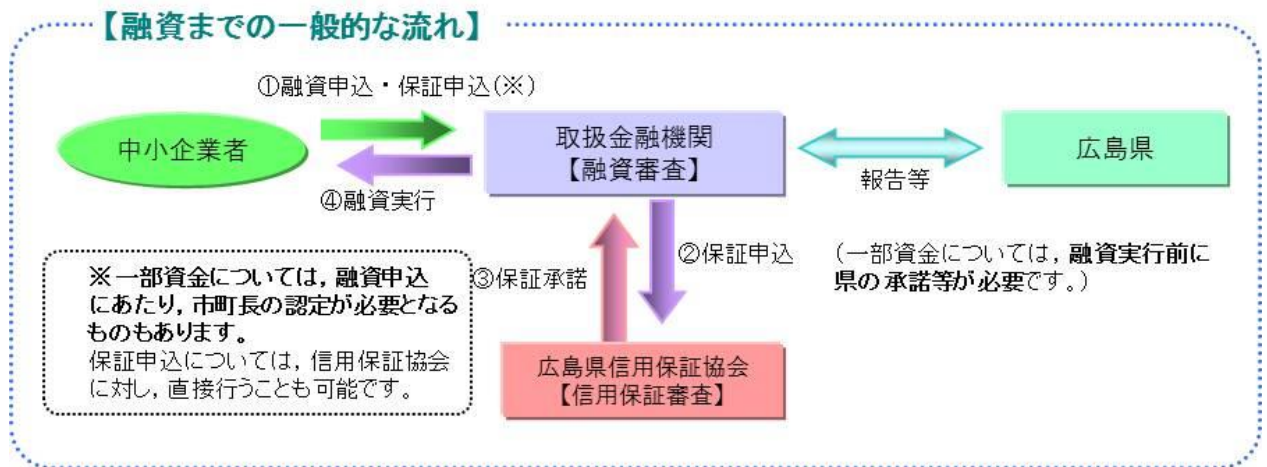 【融資までの一般的な流れ】
①融資申込・保証申込(※)
中小企業者
取扱金融機関
【融資審査】
広島県
報告等
④融資実行
②保証申込
③保証承諾
(一部資金については,融資実行前に
県の承諾等が必要です。)
※一部資金については,融資申込
にあたり,市町長の認定が必要となる
ものもあります。
保証申込については,信用保証協会
に対し,直接行うことも可能です。
広島県信用保証協会
【信用保証審査】